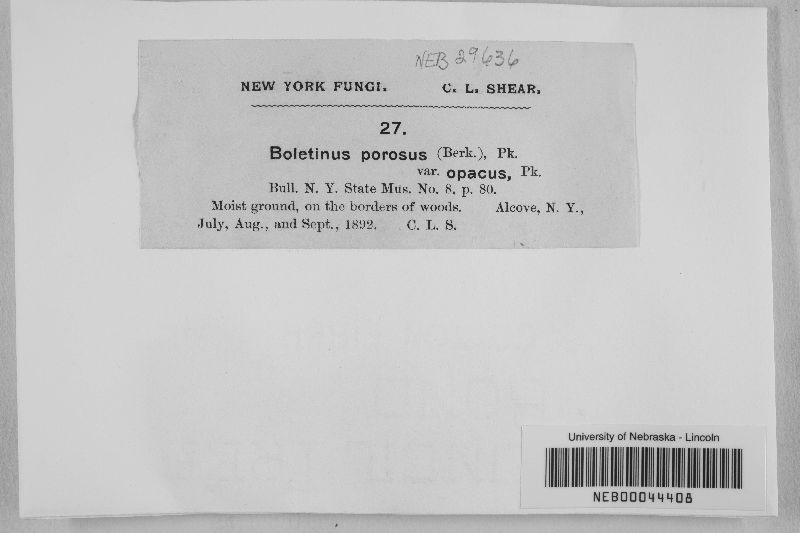 NEB 29636
NEW YORK FUNGI. C. L. SHEAR.
27.
Boletinus porosus (Berk.), Pk.
var. opacus, Pk.
Bull. N. Y. State Mus. No. 8, p. 80.
Moist ground, on the borders of woods. Alcove, N. Y.,
July, Aug., and Sept., 1892. C. L. S.
University of Nebraska - Lincoln
NEB00044408